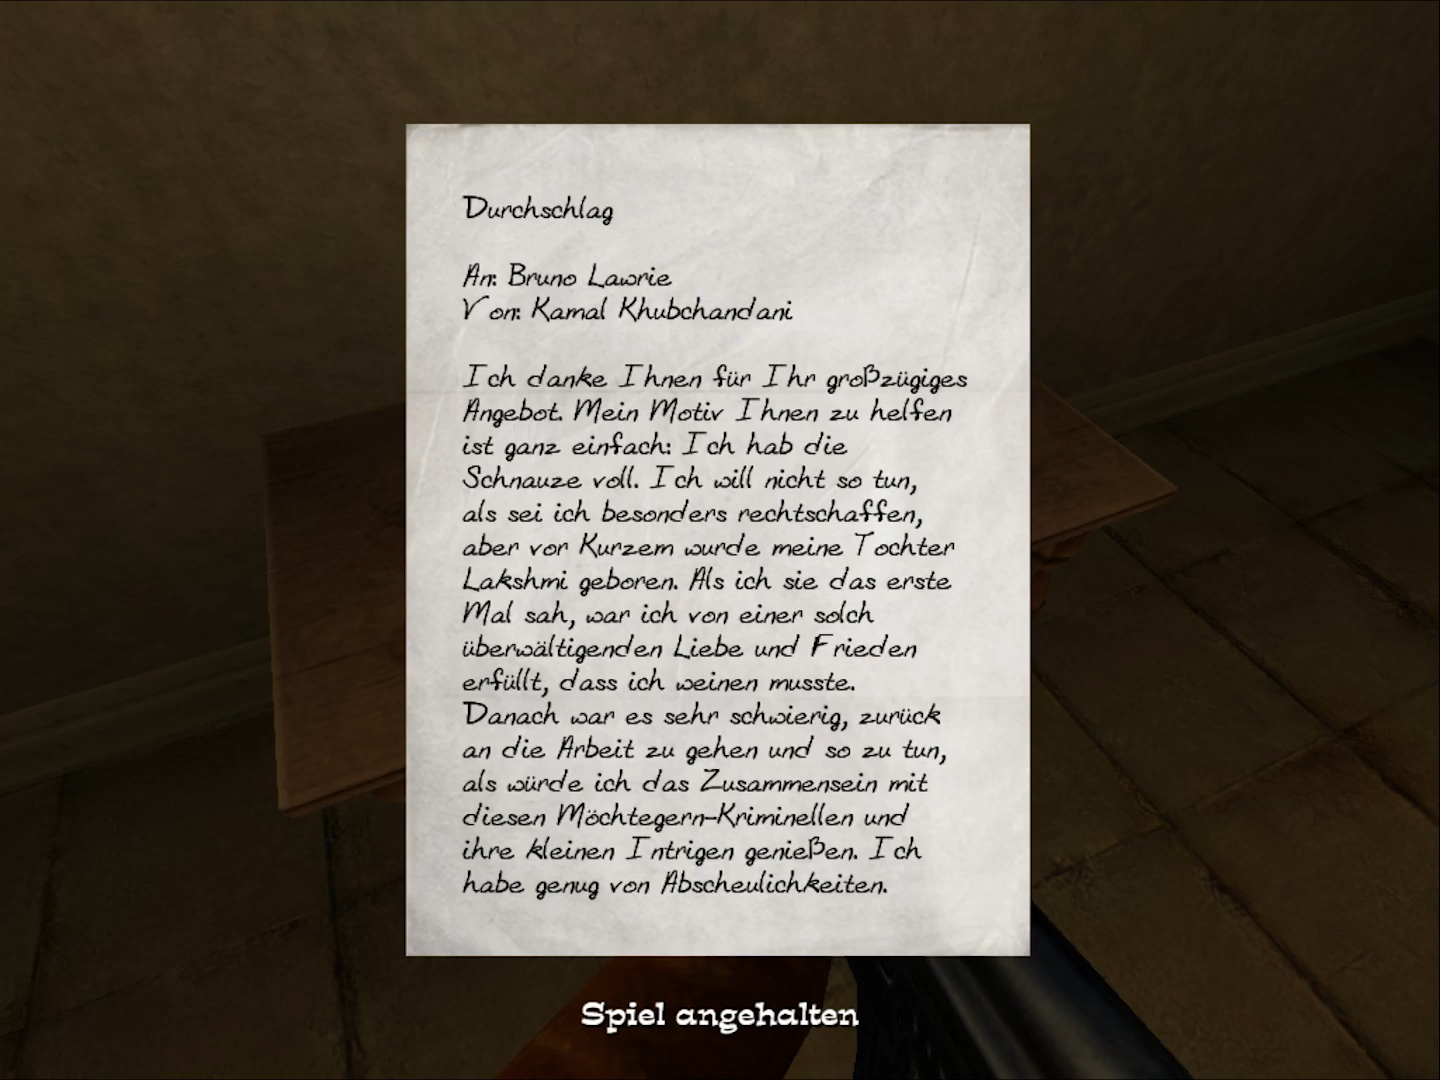 Durchschlag
An: Bruno Lawrie
Von: Kamal Khubchandani
Ich danke Ihnen für Ihr großzügiges
Angebot. Mein Motiv Ihnen zu helfen
ist ganz einfach: Ich hab die
Schnauze voll. Ich will nicht so tun,
als sei ich besonders rechtschaffen,
aber vor Kurzem wurde meine Tochter
Lakshmi geboren. Als ich sie das erste
Mal sah, war ich von einer solch
überwältigenden Liebe und Frieden
erfüllt, dass ich weinen musste.
Danach war es sehr schwierig, zurück
an die Arbeit zu gehen und so zu tun,
als würde ich das Zusammensein mit
diesen Möchtegern-Kriminellen und
ihre kleinen Intrigen genießen. Ich
habe genug von Abscheulichkeiten.
Spiel angehalten